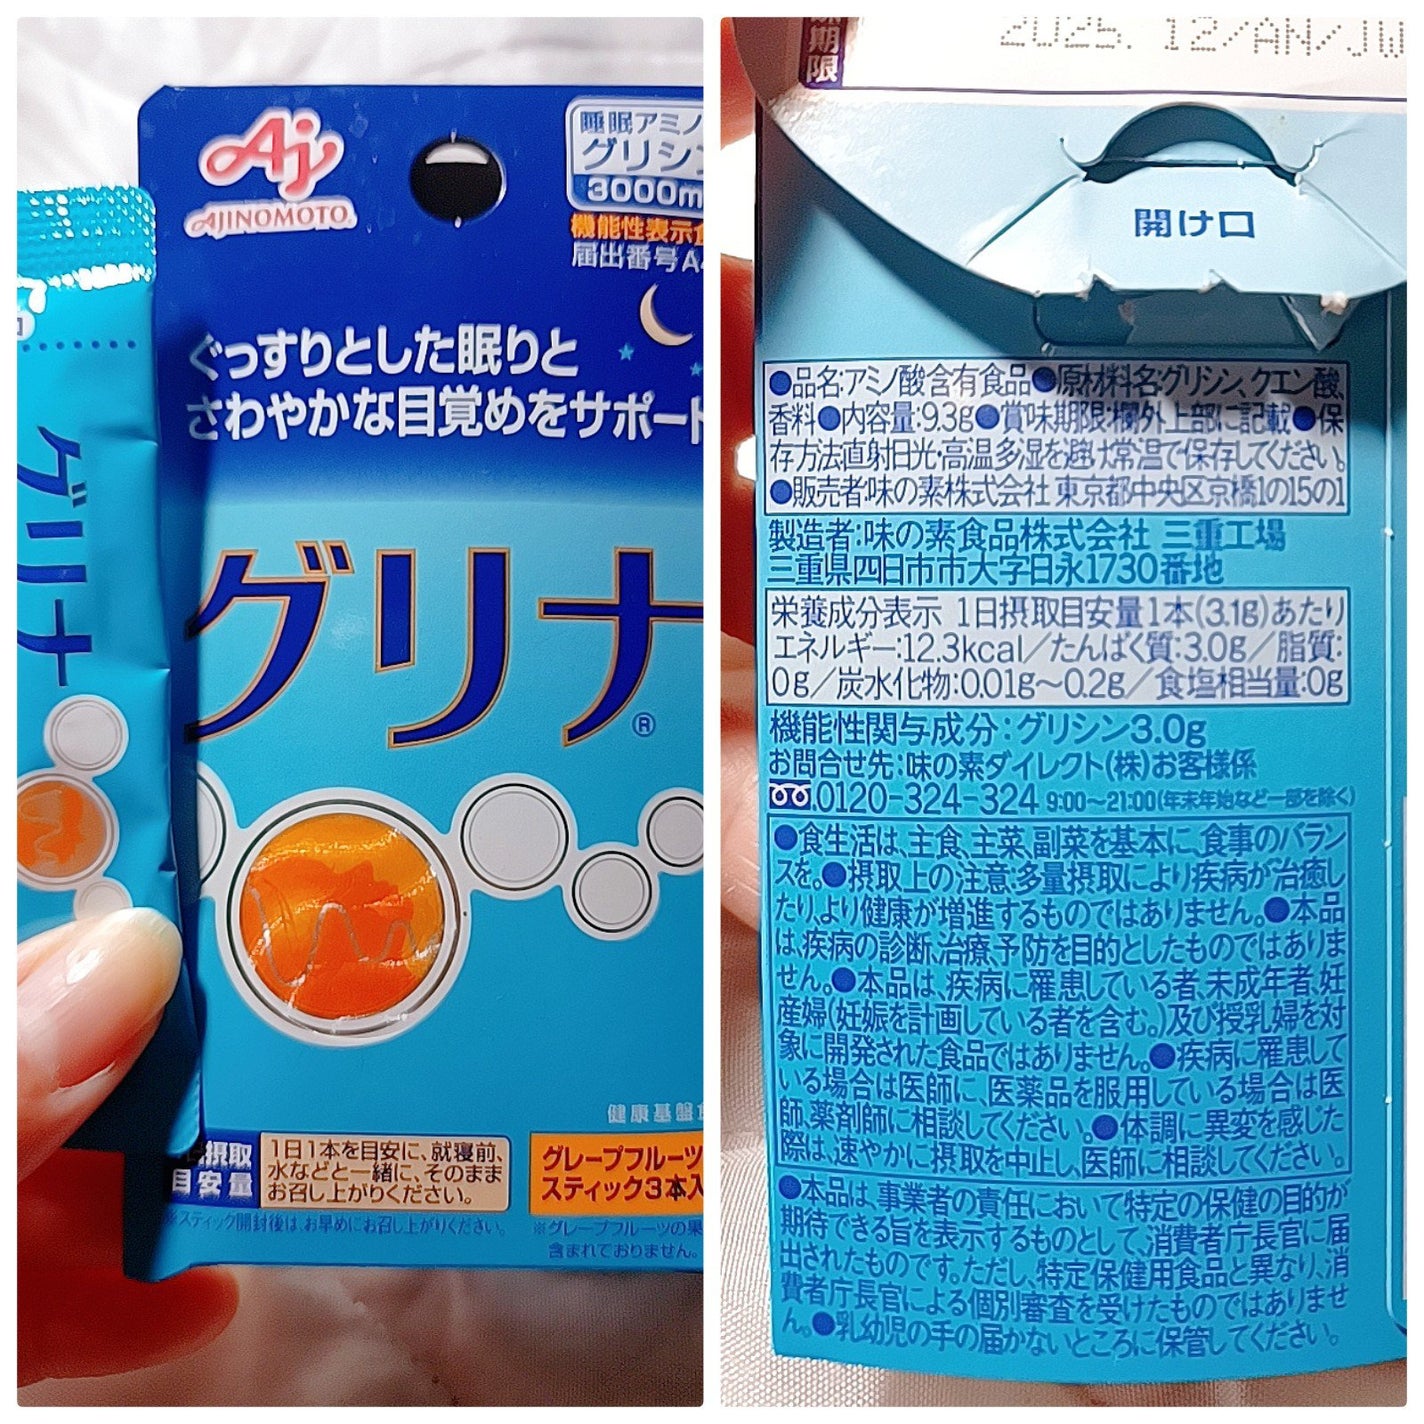 Aj
AJINOMOTO.
睡眠アミノ
グリシン
3000m
機能性表示食
届出番号A
ぐっすりとした眠りと
さわやかな目覚めをサポート
グリナ®
グリナ
健康基盤食
摂取
目安量
1日1本を目安に、就寝前、
水などと一緒に、そのまま
お召し上がりください。
※スティック開封後は、お早めにお召し上がりください。
グレープフルーツ
スティック3本入
※グレープフルーツの果
含まれておりません。
期限
2025. 12/AN/JW
開け口
●品名:アミノ酸含有食品●原材料名:グリシン、クエン酸、
香料●内容量:9.3g●賞味期限:欄外上部に記載●保
存方法:直射日光・高温多湿を避け常温で保存してください。
●販売者:味の素株式会社 東京都中央区京橋1の15の1
製造者:味の素食品株式会社 三重工場
三重県四日市市大字日永1730番地
栄養成分表示 1日摂取目安量1本(3.1g)あたり
エネルギー:12.3kcal/たんぱく質:3.0g/脂質:
0g/炭水化物:0.01g~0.2g/食塩相当量:0g
機能性関与成分:グリシン3.0g
お問合せ先:味の素ダイレクト(株)お客様係
0120-324-324 9:00~21:00(年末年始など一部を除く)
●食生活は、主食、主菜、副菜を基本に、食事のバラン
スを。●摂取上の注意:多量摂取により疾病が治癒し
たり、より健康が増進するものではありません。●本品
は、疾病の診断、治療、予防を目的としたものではありま
せん。●本品は、疾病に罹患している者、未成年者、妊
産婦(妊娠を計画している者を含む。)及び授乳婦を対
象に開発された食品ではありません。●疾病に罹患して
いる場合は医師に、医薬品を服用している場合は医
師、薬剤師に相談してください。●体調に異変を感じた
際は、速やかに摂取を中止し、医師に相談してください。
●本品は、事業者の責任において特定の保健の目的が
期待できる旨を表示するものとして、消費者庁長官に届
出されたものです。ただし、特定保健用食品と異なり、消
費者庁長官による個別審査を受けたものではありませ
ん。●乳幼児の手の届かないところに保管してください。